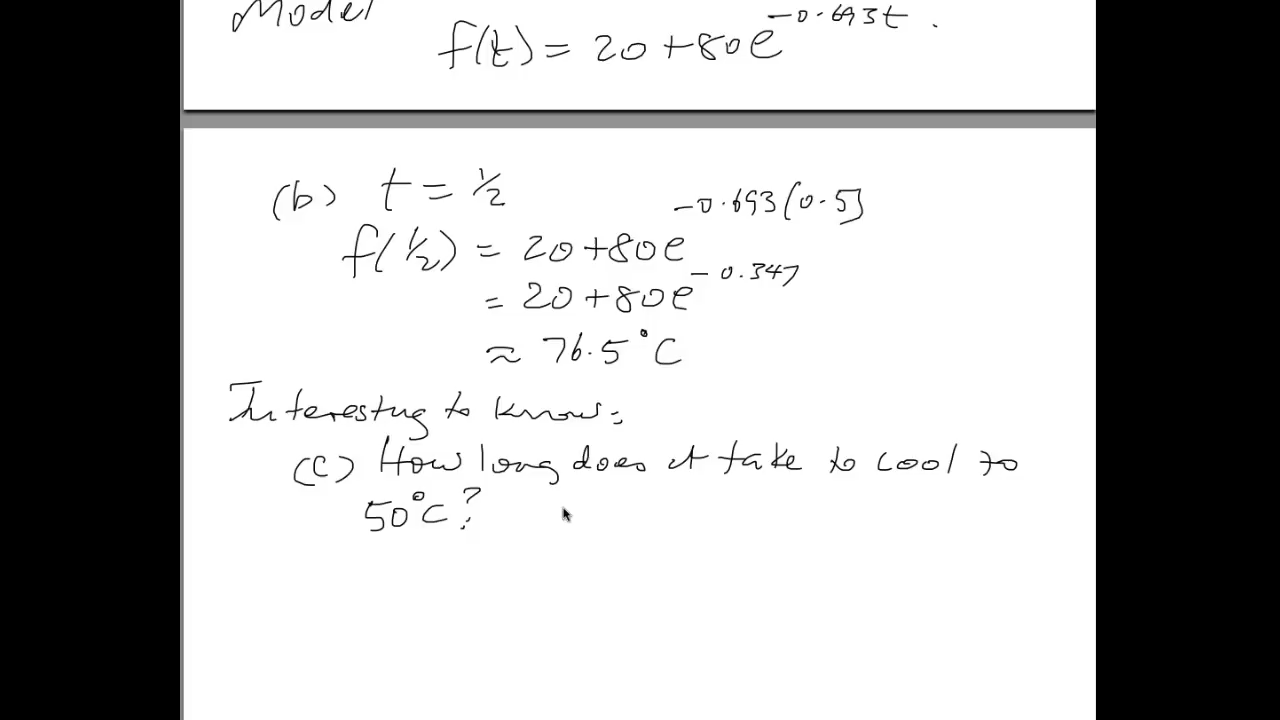 Model
f(t) = 20 + 80e^{-0.693t}.
(b) t = 1/2
f(1/2) = 20 + 80e^{-0.693(0.5)}
= 20 + 80e^{-0.347}
≈ 76.5°C
Interesting to know:
(c) How long does it take to cool to
50°C?